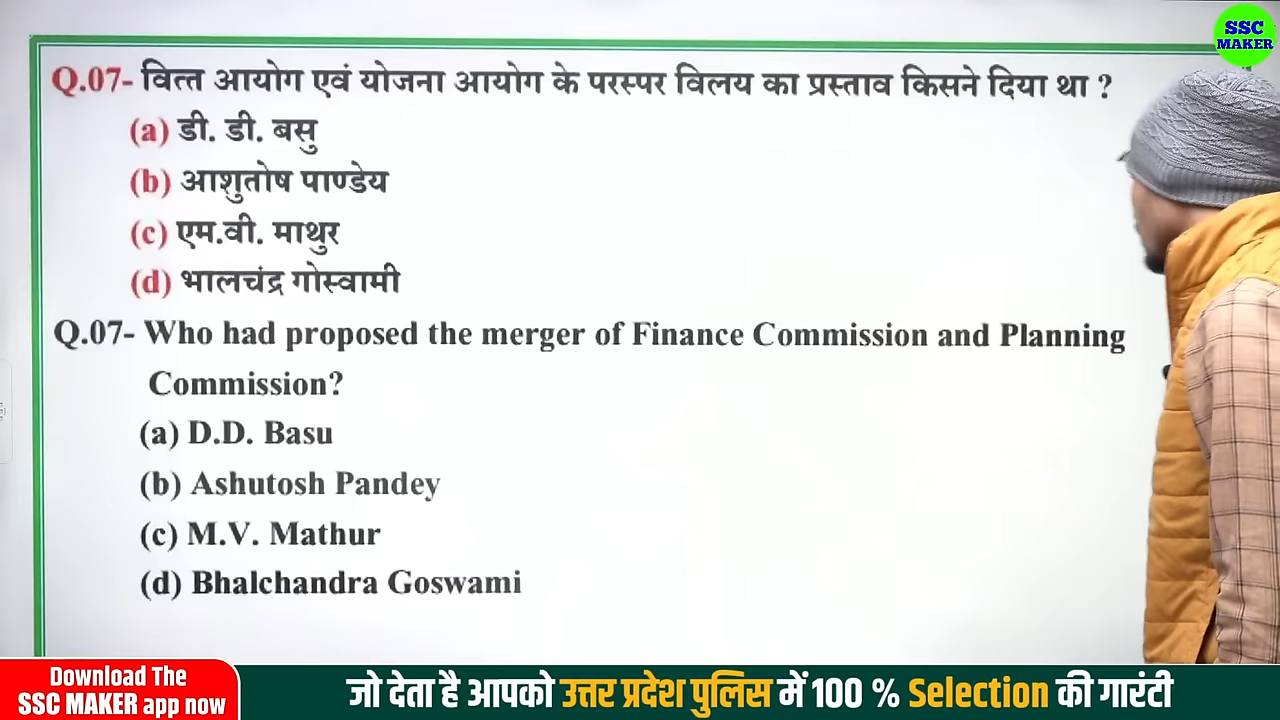 SSC
MAKER
Q.07- वित्त आयोग एवं योजना आयोग के परस्पर विलय का प्रस्ताव किसने दिया था ?
(a) डी. डी. बसु
(b) आशुतोष पाण्डेय
(c) एम.वी. माथुर
(d) भालचंद्र गोस्वामी
Q.07- Who had proposed the merger of Finance Commission and Planning
Commission?
(a) D.D. Basu
(b) Ashutosh Pandey
(c) M.V. Mathur
(d) Bhalchandra Goswami
Download The
SSC MAKER app now
जो देता है आपको उत्तर प्रदेश पुलिस में 100 % Selection की गारंटी